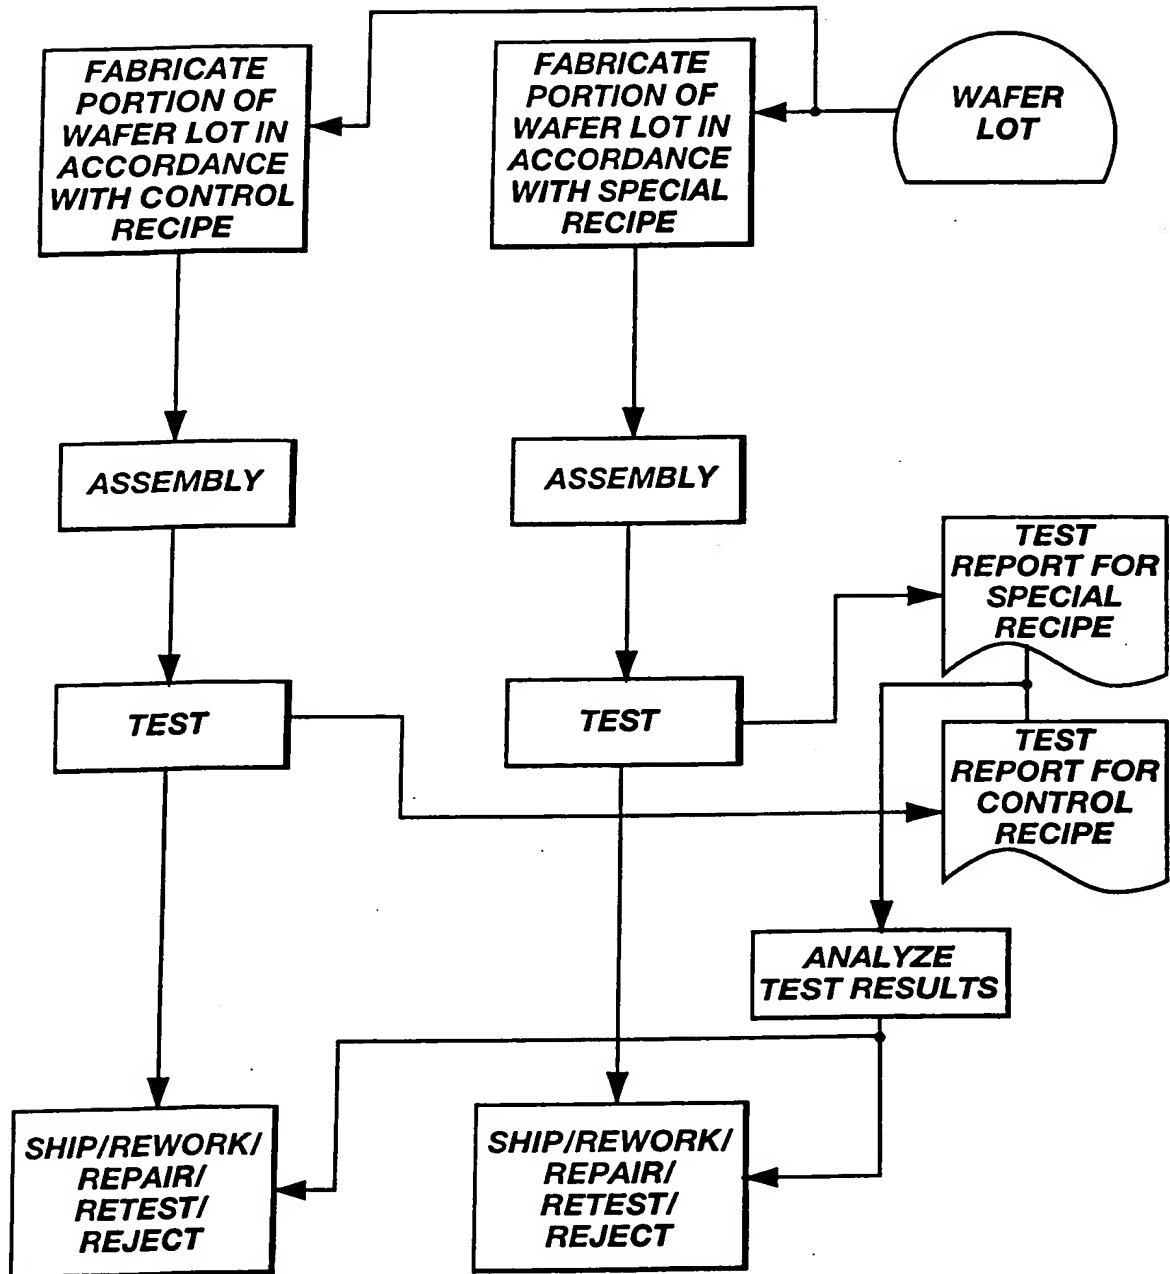 FABRICATE
PORTION OF
WAFER LOT IN
ACCORDANCE
WITH CONTROL
RECIPE
FABRICATE
PORTION OF
WAFER LOT IN
ACCORDANCE
WITH SPECIAL
RECIPE
WAFER
LOT
ASSEMBLY
ASSEMBLY
TEST
REPORT FOR
SPECIAL
RECIPE
TEST
TEST
TEST
REPORT FOR
CONTROL
RECIPE
ANALYZE
TEST RESULTS
SHIP/REWORK/
REPAIR/
RETEST/
REJECT
SHIP/REWORK/
REPAIR/
RETEST/
REJECT